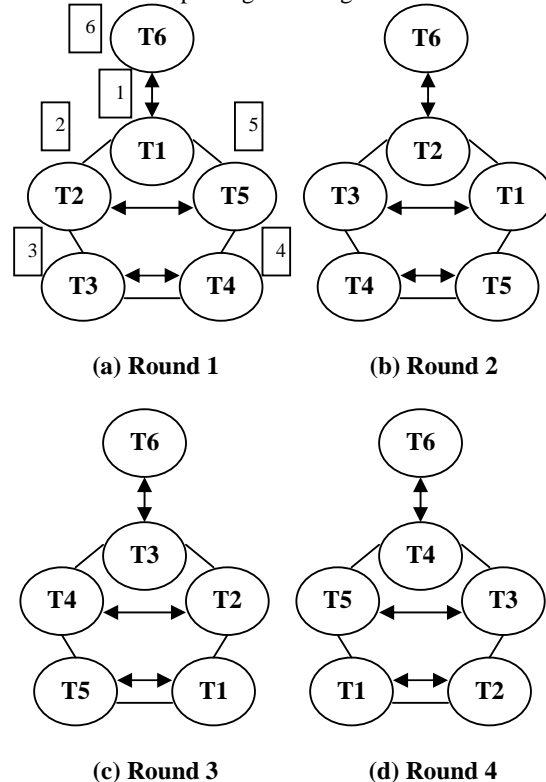 6 T6 T6
1
2 T1 5 T2
T2 T5 T3 T1
3 T3 T4 4 T4 T5
(a) Round 1 (b) Round 2
T6 T6
T3 T4
T4 T2 T5 T3
T5 T1 T1 T2
(c) Round 3 (d) Round 4